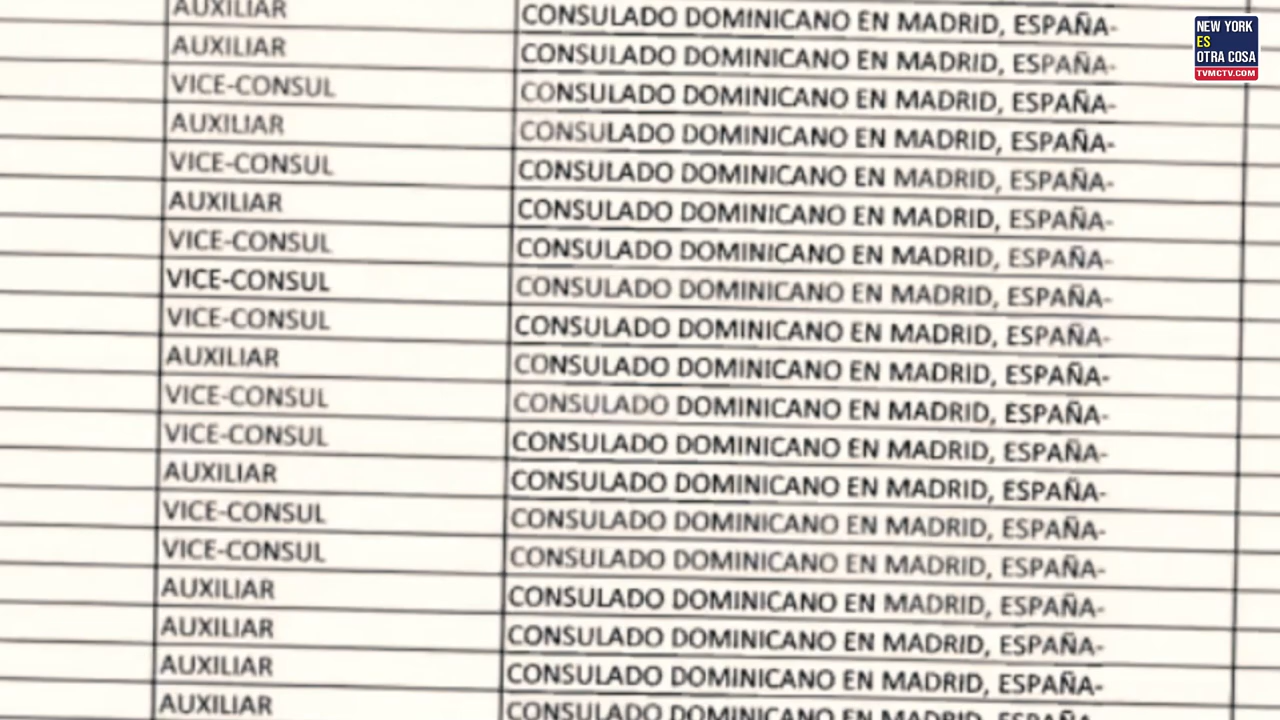 AUXILIAR CONSULADO DOMINICANO EN MADRID, ESPAÑA-
AUXILIAR CONSULADO DOMINICANO EN MADRID, ESPAÑA-
VICE-CONSUL CONSULADO DOMINICANO EN MADRID, ESPAÑA-
AUXILIAR CONSULADO DOMINICANO EN MADRID, ESPAÑA-
VICE-CONSUL CONSULADO DOMINICANO EN MADRID, ESPAÑA-
AUXILIAR CONSULADO DOMINICANO EN MADRID, ESPAÑA-
VICE-CONSUL CONSULADO DOMINICANO EN MADRID, ESPAÑA-
VICE-CONSUL CONSULADO DOMINICANO EN MADRID, ESPAÑA-
VICE-CONSUL CONSULADO DOMINICANO EN MADRID, ESPAÑA-
AUXILIAR CONSULADO DOMINICANO EN MADRID, ESPAÑA-
VICE-CONSUL CONSULADO DOMINICANO EN MADRID, ESPAÑA-
VICE-CONSUL CONSULADO DOMINICANO EN MADRID, ESPAÑA-
AUXILIAR CONSULADO DOMINICANO EN MADRID, ESPAÑA-
VICE-CONSUL CONSULADO DOMINICANO EN MADRID, ESPAÑA-
VICE-CONSUL CONSULADO DOMINICANO EN MADRID, ESPAÑA-
AUXILIAR CONSULADO DOMINICANO EN MADRID, ESPAÑA-
AUXILIAR CONSULADO DOMINICANO EN MADRID, ESPAÑA-
AUXILIAR CONSULADO DOMINICANO EN MADRID, ESPAÑA-
AUXILIAR CONSULADO DOMINICANO EN MADRID, ESPAÑA-
NEW YORK
ES
OTRA COSA
TVMCTV.COM